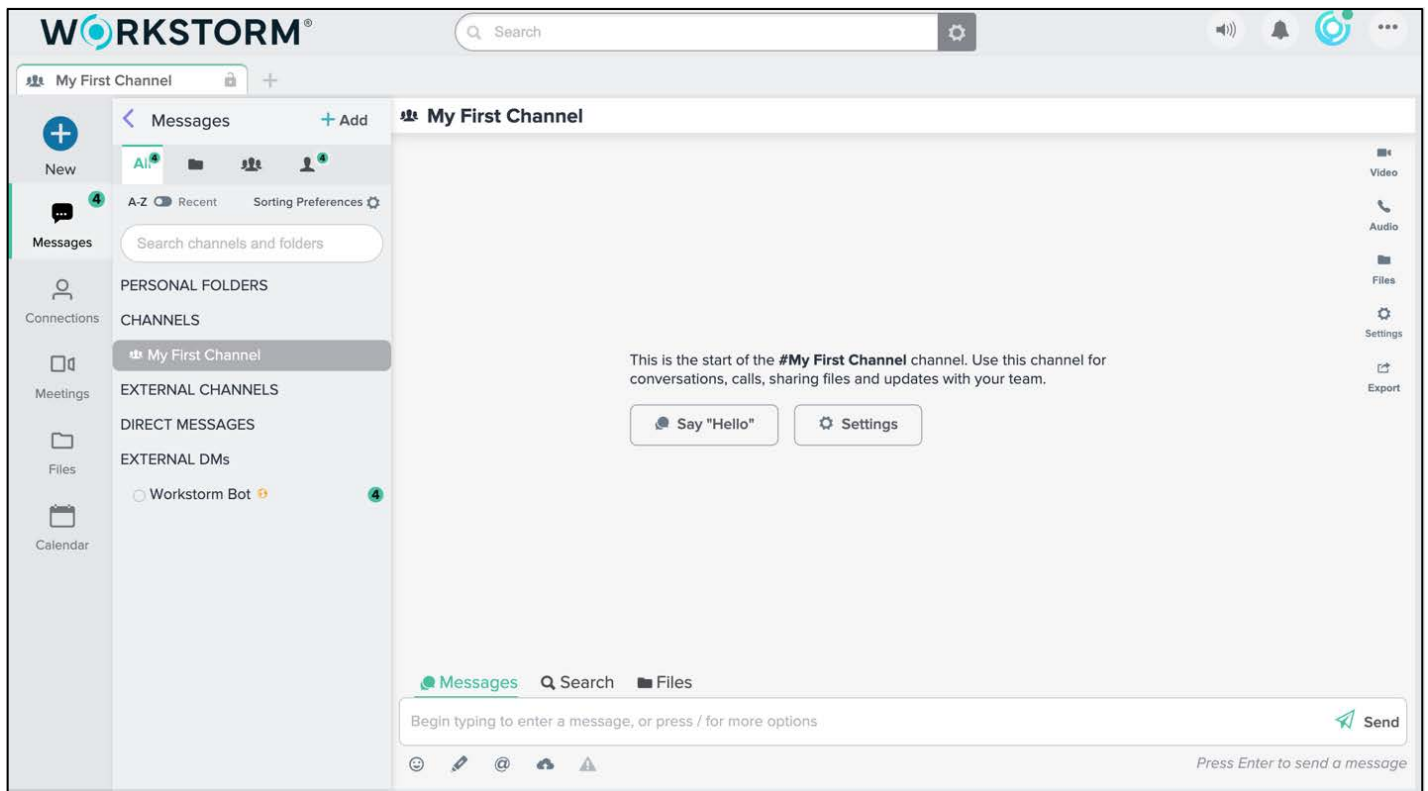 WORKSTORM®
Search
My First Channel
New
Messages
4
Connections
Meetings
Files
Calendar
Messages
+ Add
All 4
4
A-Z Recent Sorting Preferences
Search channels and folders
PERSONAL FOLDERS
CHANNELS
My First Channel
EXTERNAL CHANNELS
DIRECT MESSAGES
EXTERNAL DMs
Workstorm Bot 4
My First Channel
Video
Audio
Files
Settings
Export
This is the start of the #My First Channel channel. Use this channel for
conversations, calls, sharing files and updates with your team.
Say "Hello" Settings
Messages Search Files
Begin typing to enter a message, or press / for more options
Send
@
Press Enter to send a message